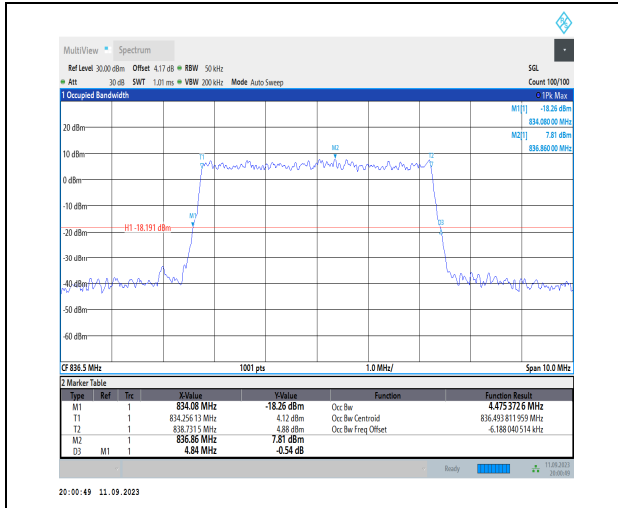 MultiView Spectrum
Ref Level 30.00 dBm Offset 4.17 dB RBW 50 kHz SGL
Att 30 dB SWT 1.01 ms VBW 200 kHz Mode Auto Sweep Count 100/100
1 Occupied Bandwidth 1Pk Max
M1[1] -18.26 dBm
834.080 00 MHz
M2[1] 7.81 dBm
836.860 00 MHz
20 dBm
10 dBm
M2
T1
T2
0 dBm
-10 dBm
M1
D3
H1 -18.191 dBm
-20 dBm
-30 dBm
-40 dBm
-50 dBm
-60 dBm
CF 836.5 MHz 1001 pts 1.0 MHz/ Span 10.0 MHz
2 Marker Table
Type Ref Trc X-Value Y-Value Function Function Result
M1 1 834.08 MHz -18.26 dBm Occ Bw 4.475 372 6 MHz
T1 1 834.256 13 MHz 4.12 dBm Occ Bw Centroid 836.493 811 959 MHz
T2 1 838.731 5 MHz 4.88 dBm Occ Bw Freq Offset -6.188 040 514 kHz
M2 1 836.86 MHz 7.81 dBm
D3 M1 1 4.84 MHz -0.54 dB
Ready 11.09.2023
20:00:49
20:00:49 11.09.2023